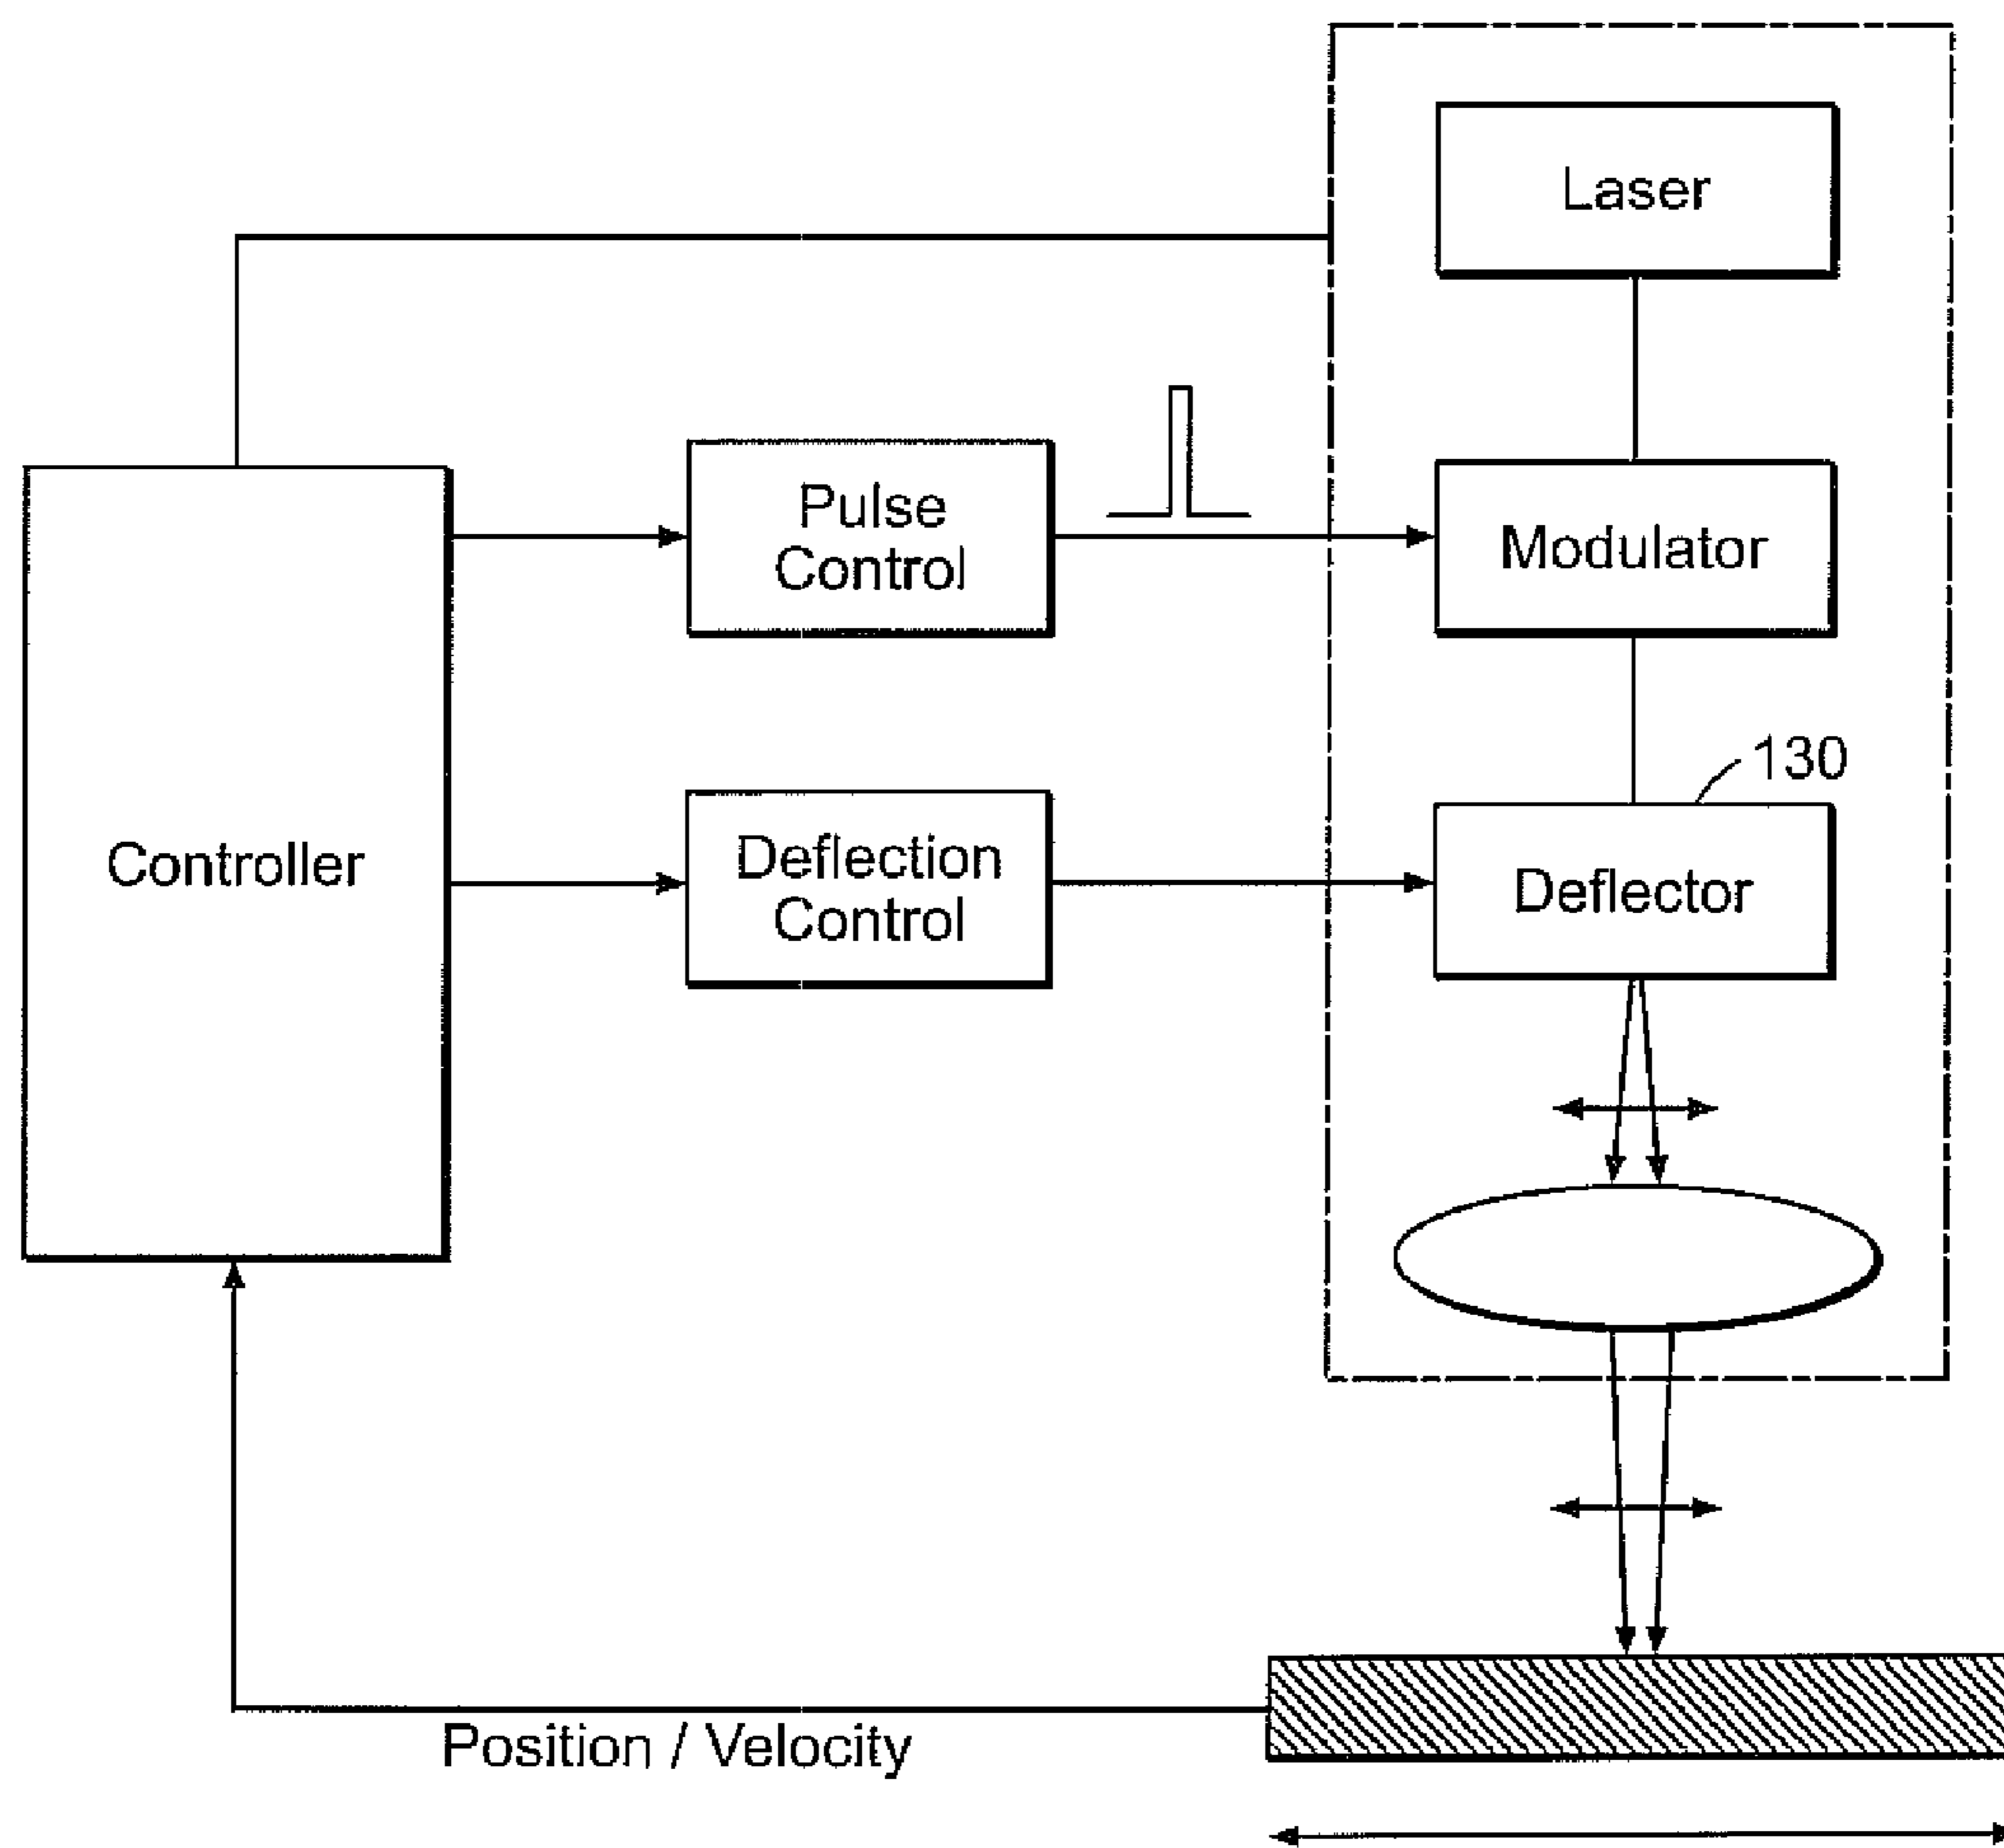 Laser
Pulse
Control
Modulator
130
Controller
Deflection
Control
Deflector
Position / Velocity